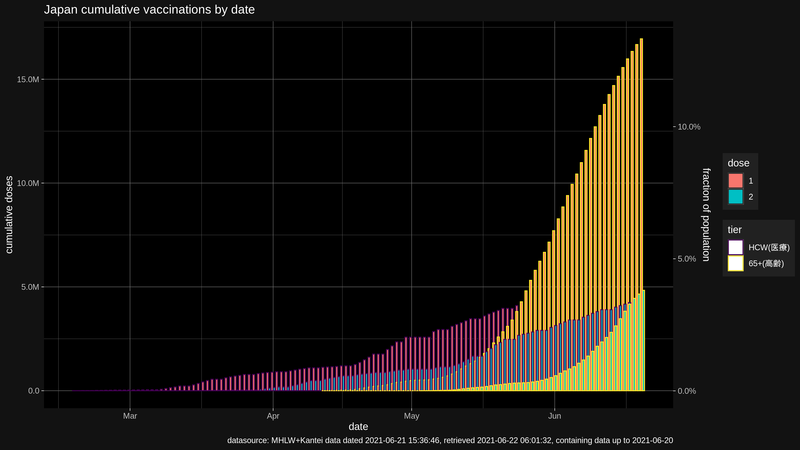 Japan cumulative vaccinations by date
cumulative doses
15.0M
10.0M
5.0M
0.0
10.0%
5.0%
0.0%
fraction of population
Mar
Apr
May
Jun
date
dose
1
2
tier
HCW(医療)
65+(高齢)
datasource: MHLW+Kantei data dated 2021-06-21 15:36:46, retrieved 2021-06-22 06:01:32, containing data up to 2021-06-20